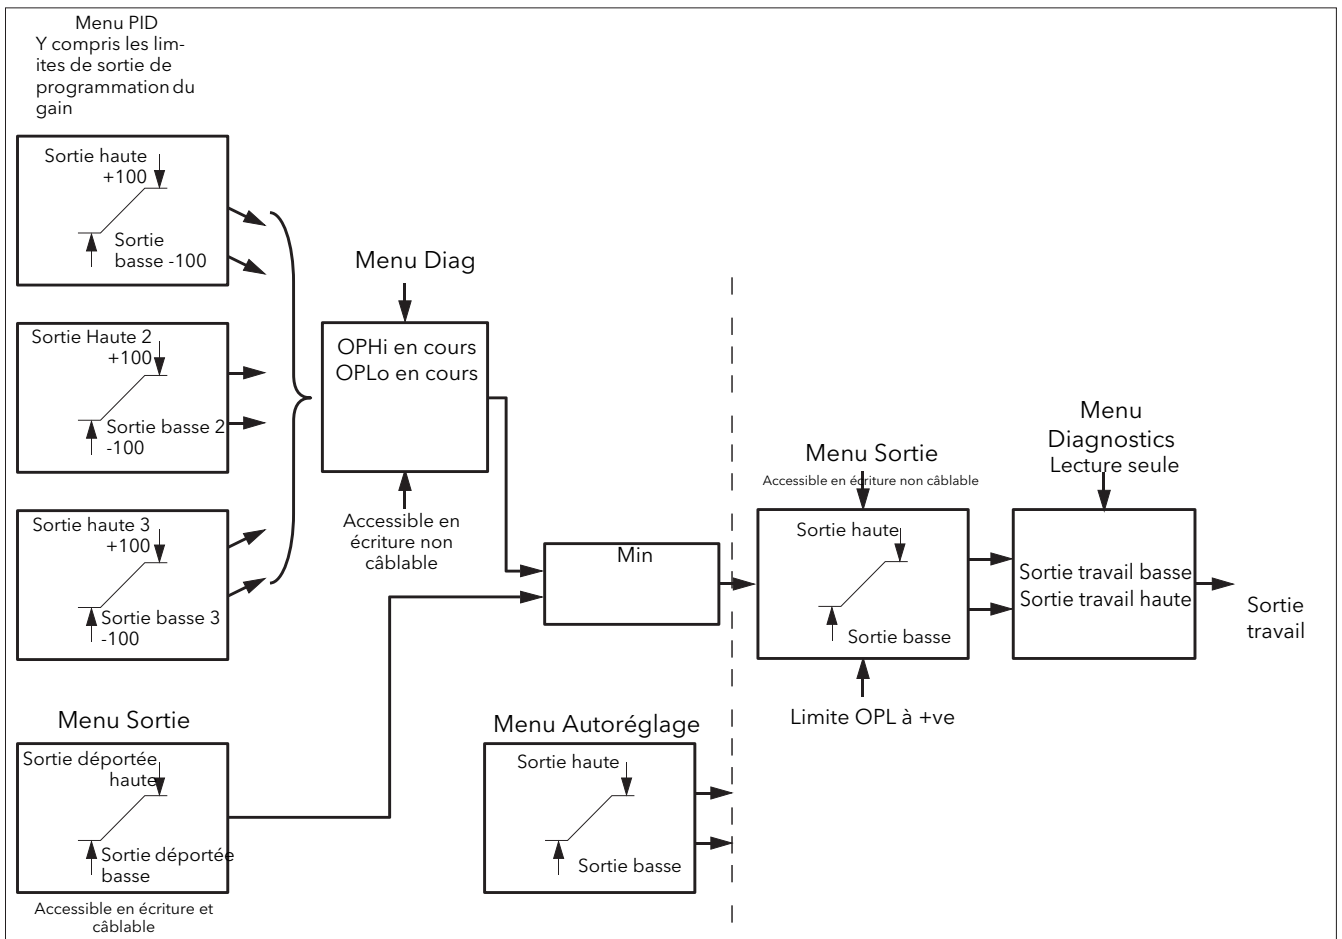 Menu PID
Y compris les lim-
ites de sortie de
programmation du
gain
Sortie haute
+100
Sortie
basse -100
Menu Diag
Sortie Haute 2
+100
Sortie basse 2
-100
OPHi en cours
OPLo en cours
Accessible en
écriture non
câblable
Sortie haute 3
+100
Sortie basse 3
-100
Min
Menu Sortie
Accessible en écriture non câblable
Sortie haute
Sortie basse
Limite OPL à +ve
Menu
Diagnostics
Lecture seule
Sortie travail basse
Sortie travail haute
Sortie
travail
Menu Sortie
Sortie déportée
haute
Sortie déportée
basse
Accessible en écriture et
câblable
Menu Autoréglage
Sortie haute
Sortie basse